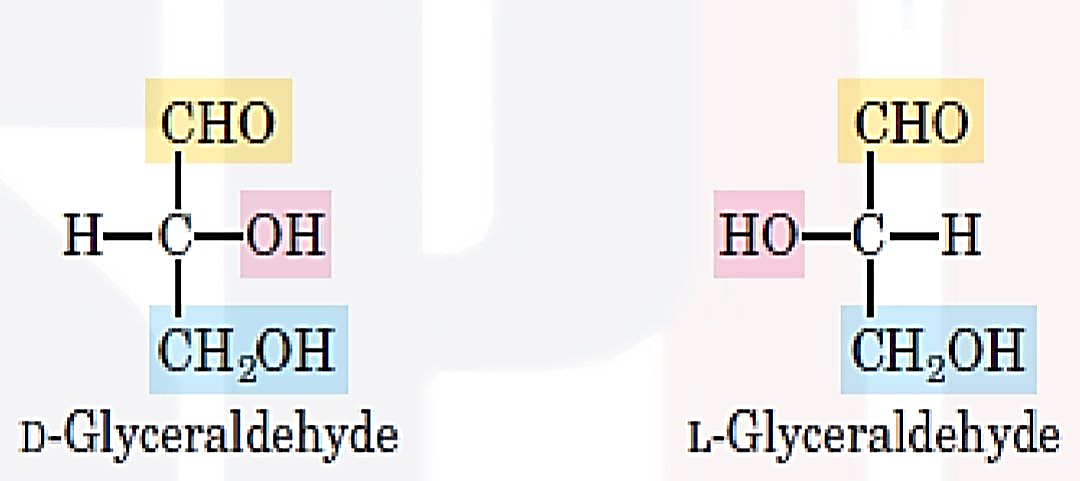 CHO CHO
H—C—OH HO—C—H
CH₂OH CH₂OH
D-Glyceraldehyde L-Glyceraldehyde